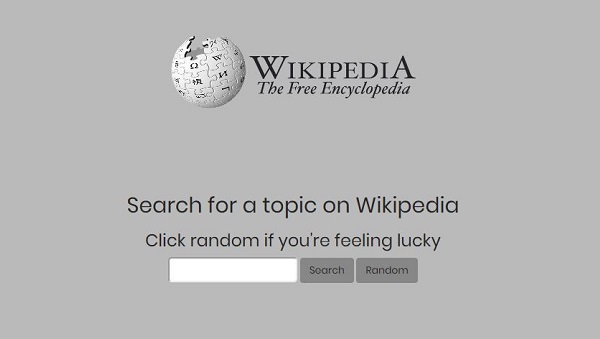 WIKIPEDIA
The Free Encyclopedia
Search for a topic on Wikipedia
Click random if you're feeling lucky
Search Random